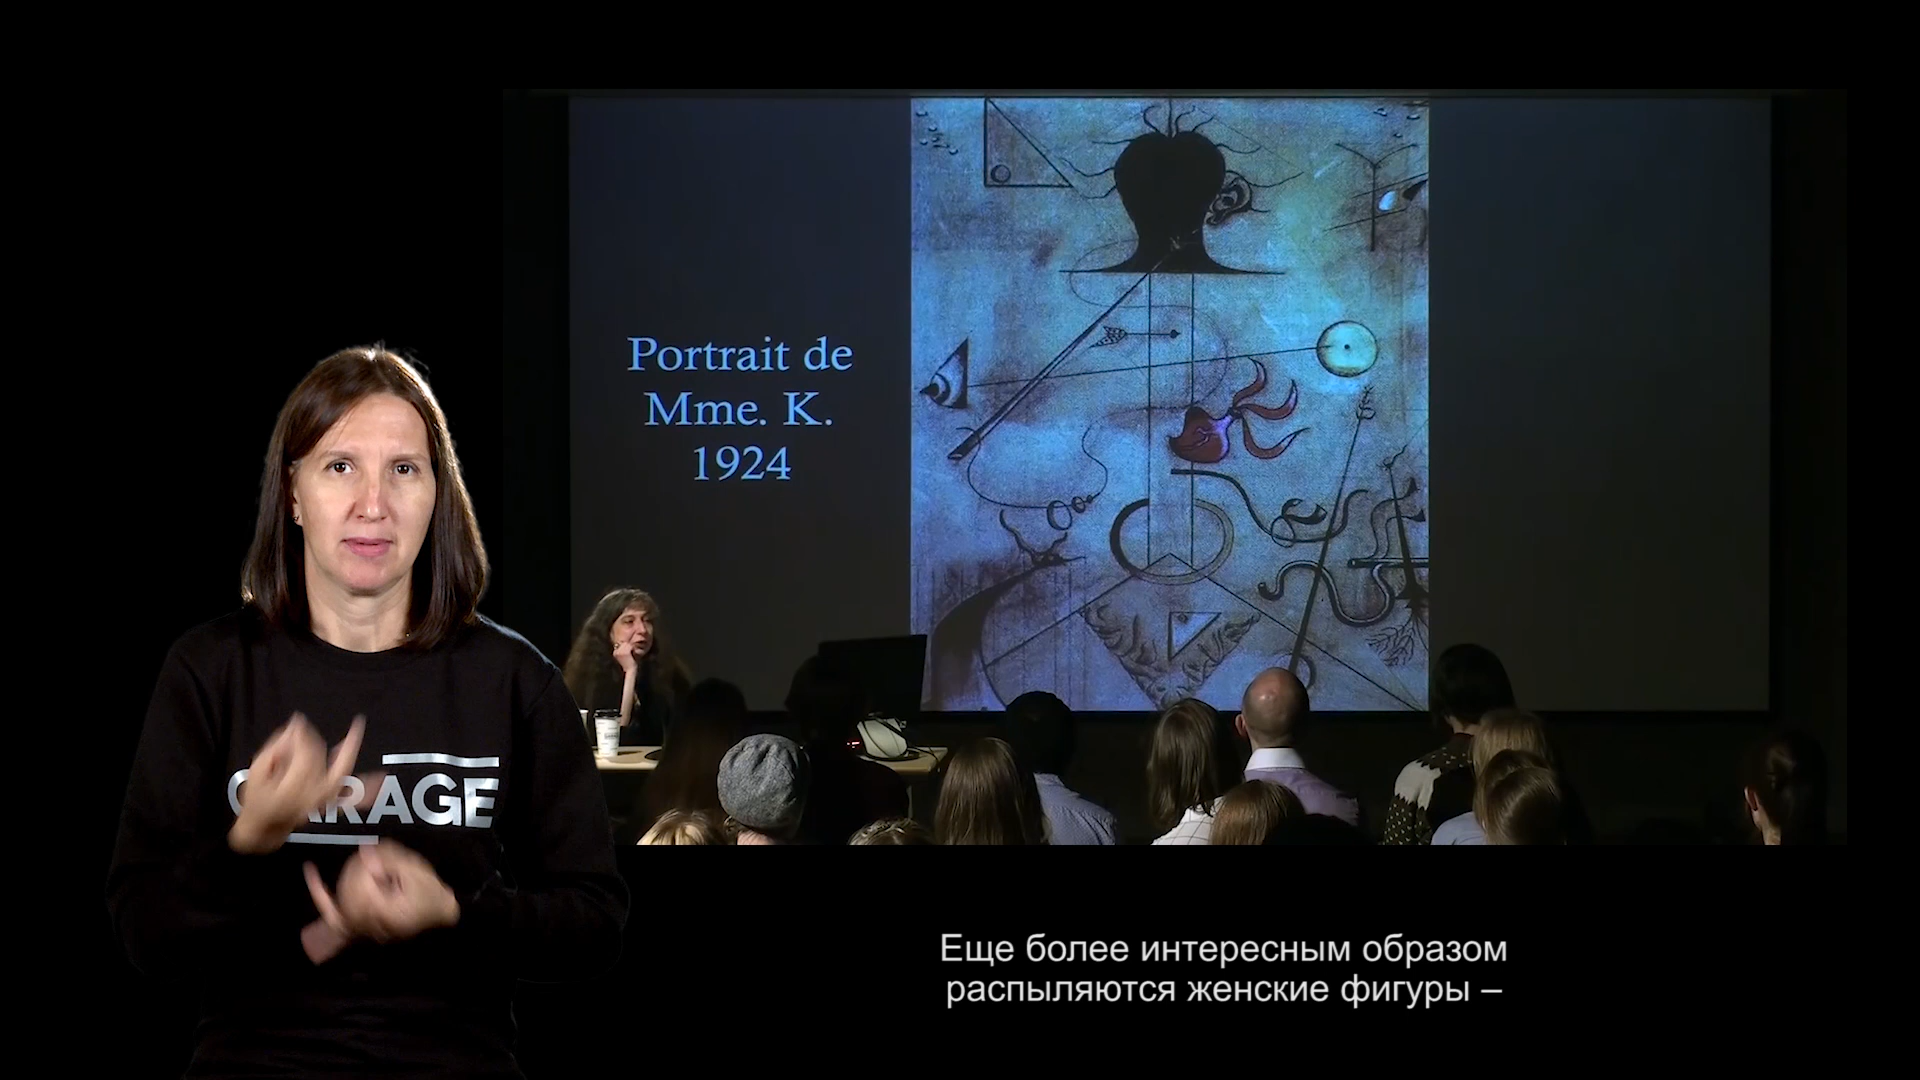 Portrait de
Mme. K.
1924
GARAGE
Еще более интересным образом
распыляются женские фигуры –